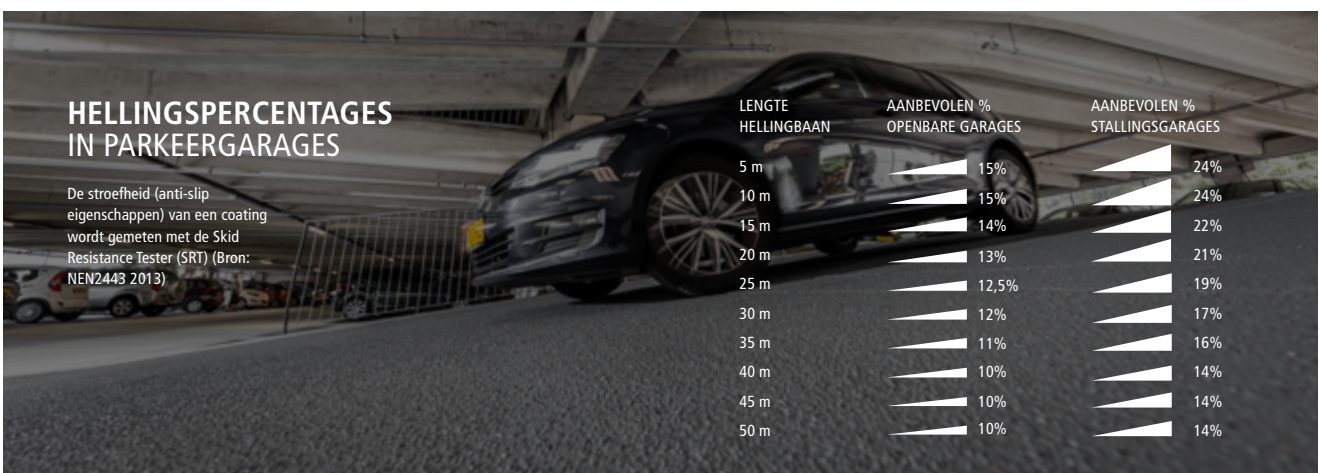 HELLINGSPERCENTAGES
IN PARKEERGARAGES
De stroefheid (anti-slip
eigenschappen) van een coating
wordt gemeten met de Skid
Resistance Tester (SRT) (Bron:
NEN2443 2013)
LENGTE
HELLINGBAAN
AANBEVOLEN %
OPENBARE GARAGES
AANBEVOLEN %
STALLINGSGARAGES
5 m 15% 24%
10 m 15% 24%
15 m 14% 22%
20 m 13% 21%
25 m 12,5% 19%
30 m 12% 17%
35 m 11% 16%
40 m 10% 14%
45 m 10% 14%
50 m 10% 14%